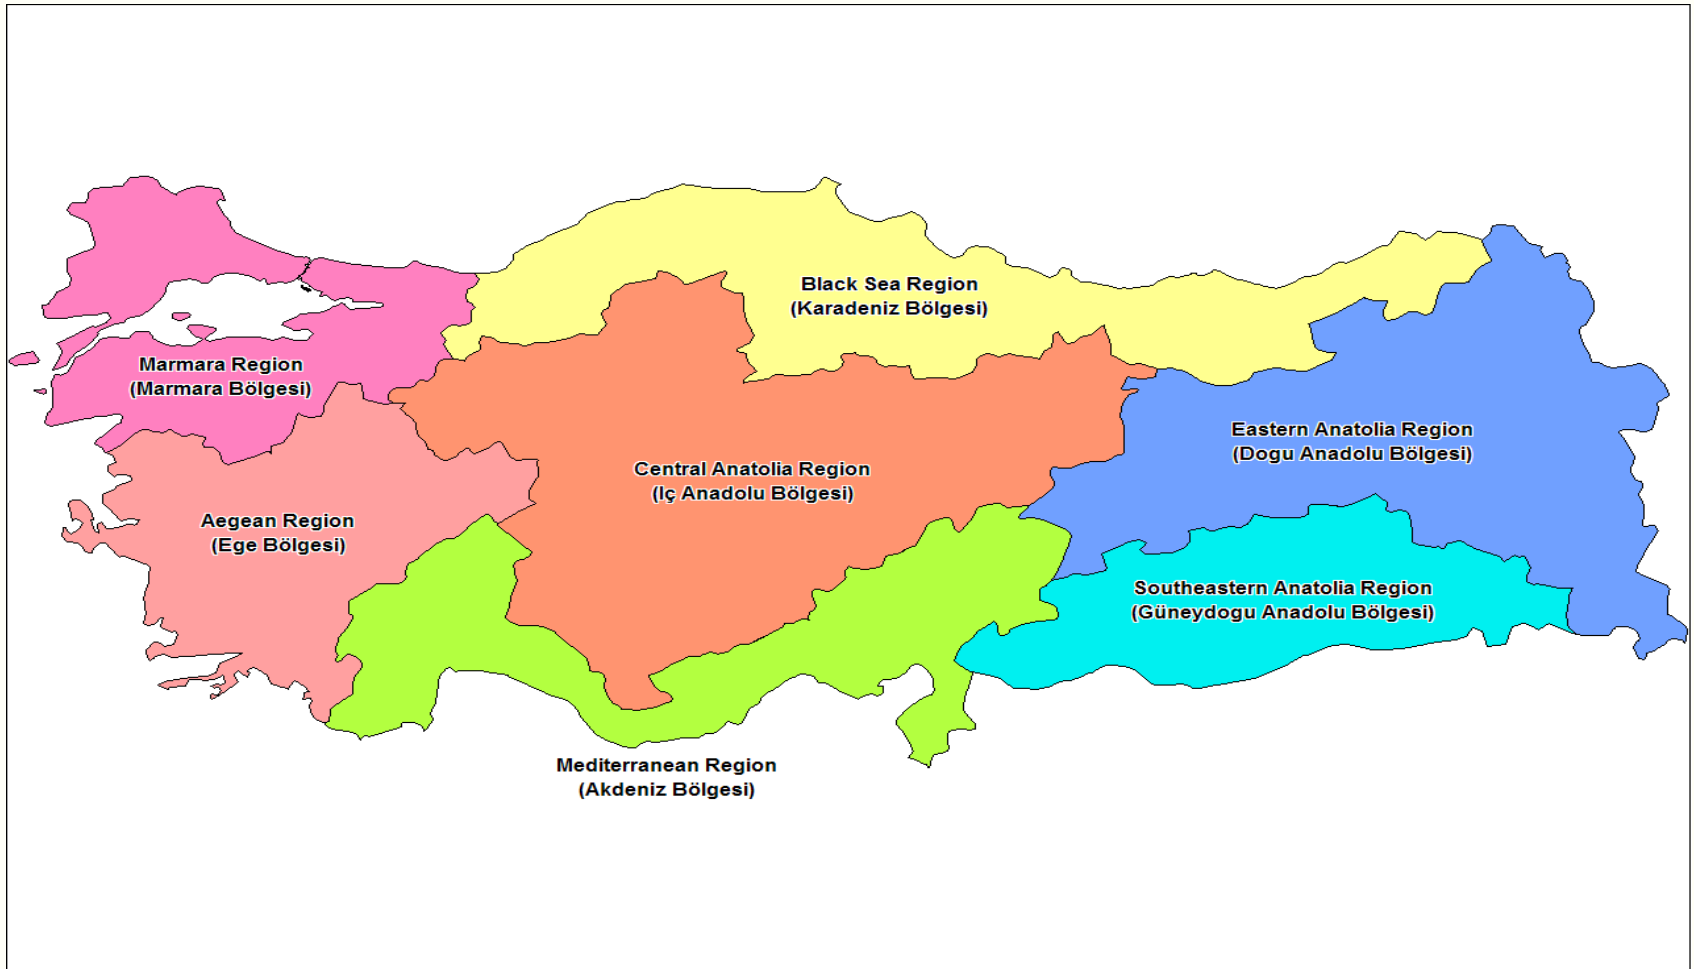 Black Sea Region
(Karadeniz Bölgesi)
Marmara Region
(Marmara Bölgesi)
Eastern Anatolia Region
(Dogu Anadolu Bölgesi)
Central Anatolia Region
(Iç Anadolu Bölgesi)
Aegean Region
(Ege Bölgesi)
Southeastern Anatolia Region
(Güneydogu Anadolu Bölgesi)
Mediterranean Region
(Akdeniz Bölgesi)